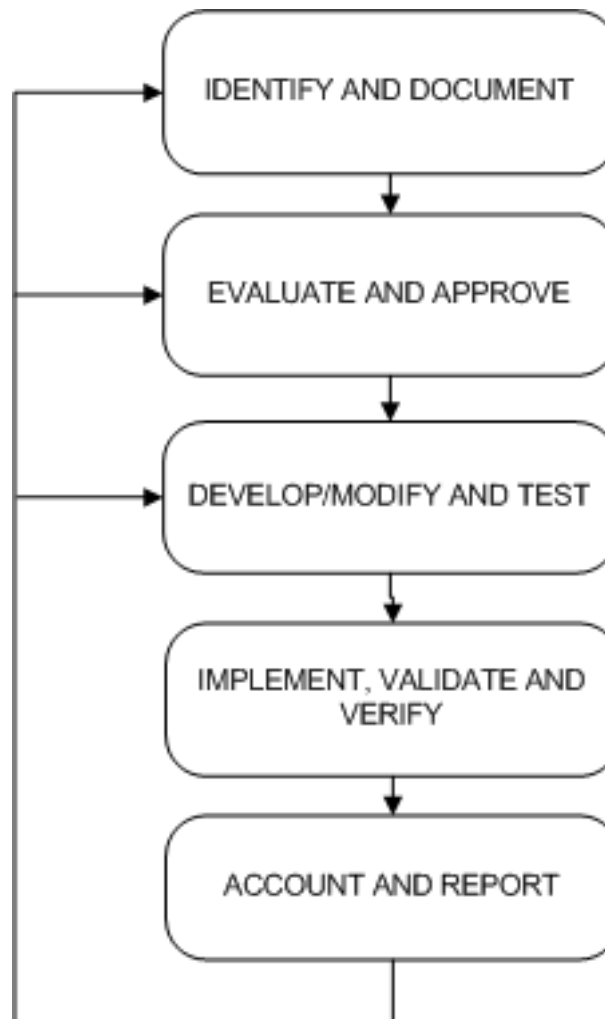 IDENTIFY AND DOCUMENT
EVALUATE AND APPROVE
DEVELOP/MODIFY AND TEST
IMPLEMENT, VALIDATE AND
VERIFY
ACCOUNT AND REPORT